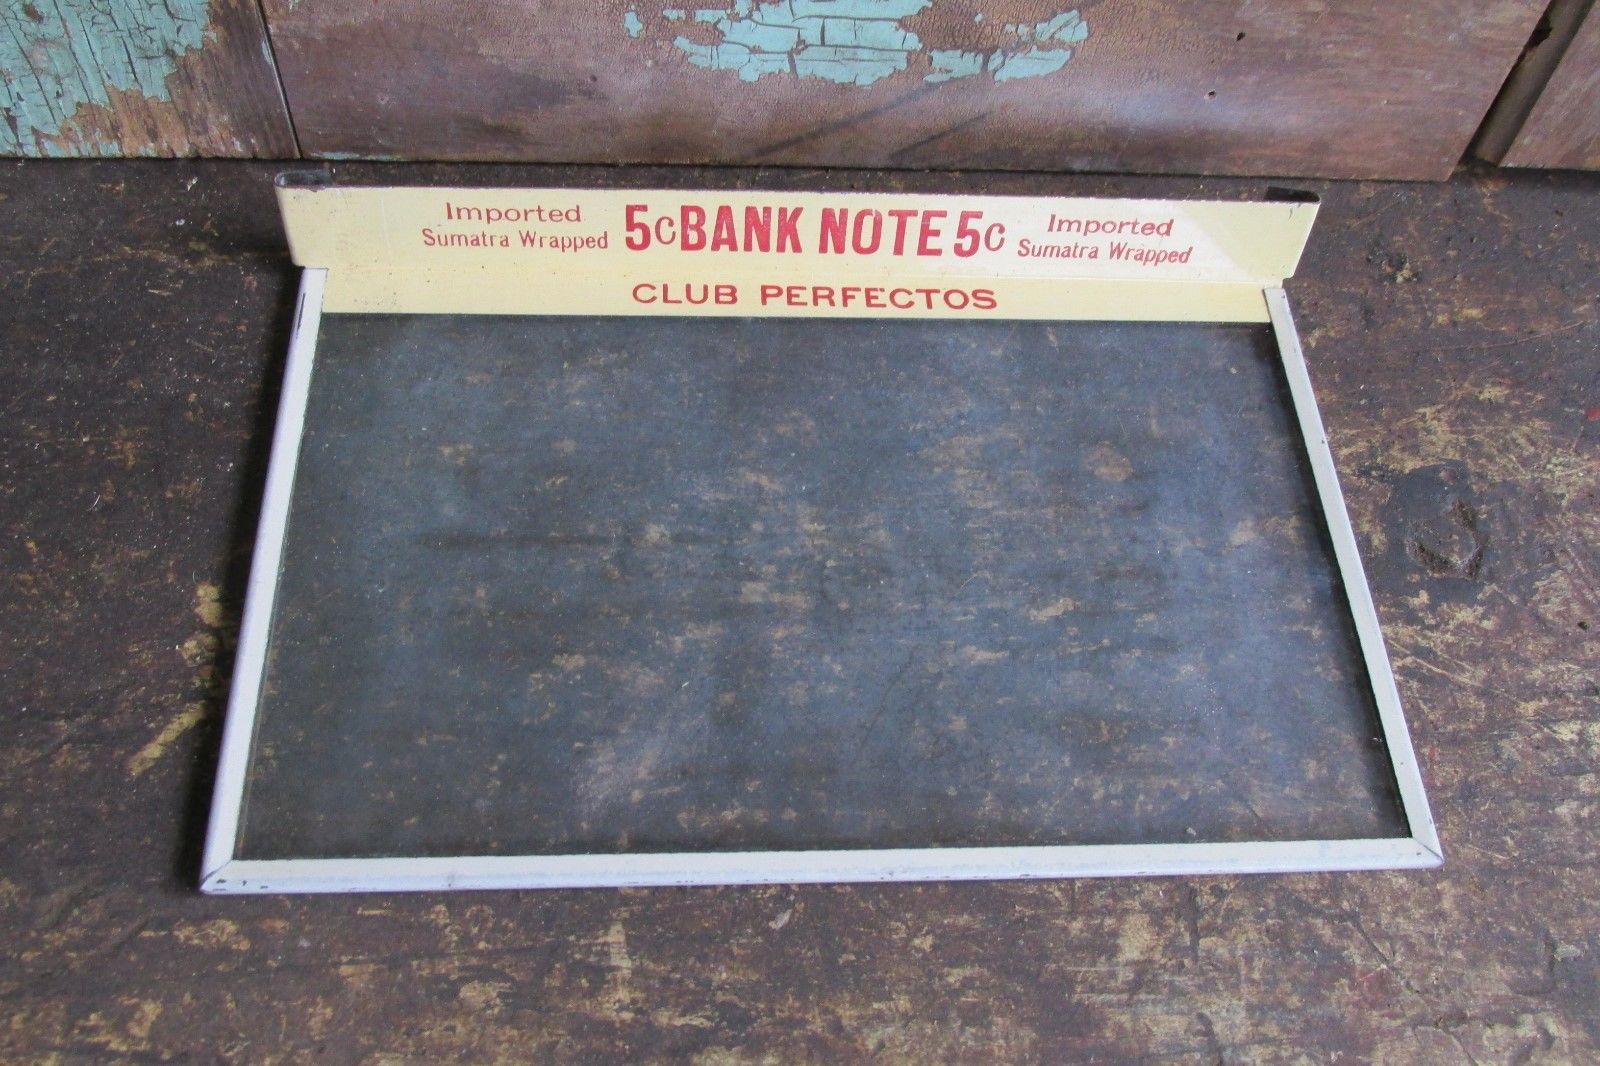 Imported
Sumatra Wrapped
5c BANK NOTE 5c
Imported
Sumatra Wrapped
CLUB PERFECTOS